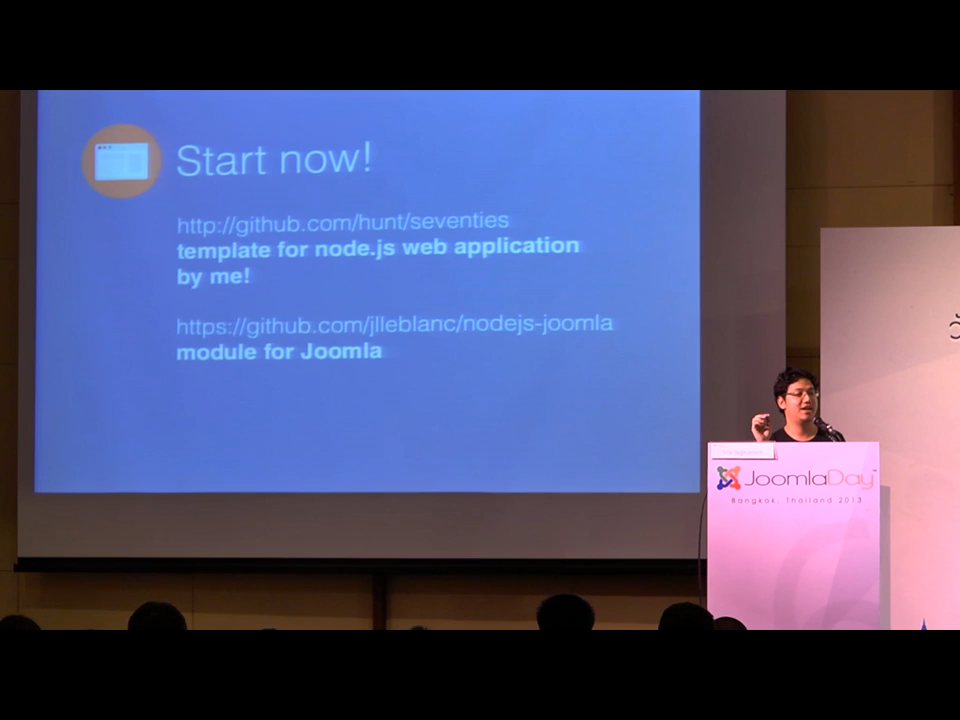 Start now!
http://github.com/hunt/seventies
template for node.js web application
by me!
https://github.com/jlleblanc/nodejs-joomla
module for Joomla
JoomlaDay™
Bangkok, Thailand 2013